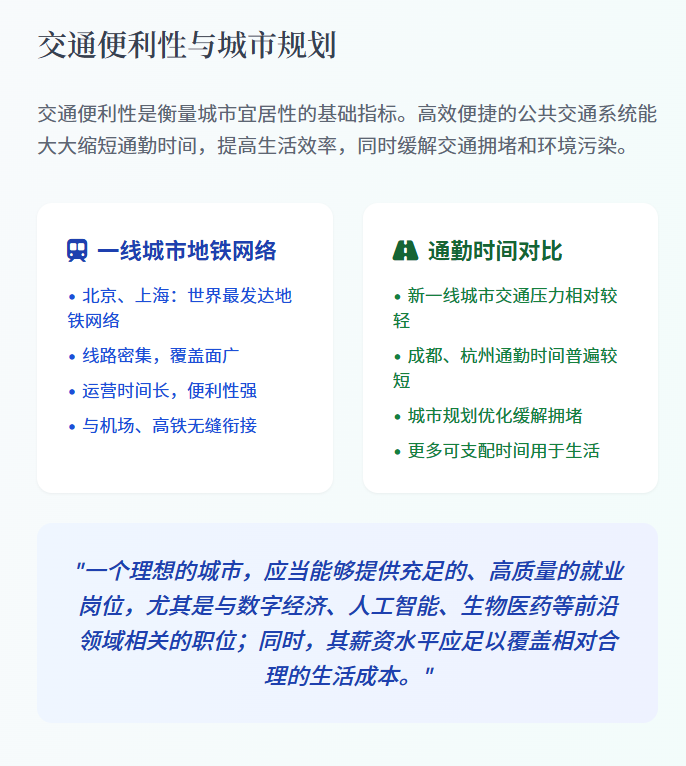 交通便利性与城市规划
交通便利性是衡量城市宜居性的基础指标。高效便捷的公共交通系统能
大大缩短通勤时间，提高生活效率，同时缓解交通拥堵和环境污染。
一线城市地铁网络
• 北京、上海：世界最发达地
铁网络
• 线路密集，覆盖面广
• 运营时间长，便利性强
• 与机场、高铁无缝衔接
通勤时间对比
• 新一线城市交通压力相对较
轻
• 成都、杭州通勤时间普遍较
短
• 城市规划优化缓解拥堵
• 更多可支配时间用于生活
"一个理想的城市，应当能够提供充足的、高质量的就业
岗位，尤其是与数字经济、人工智能、生物医药等前沿
领域相关的职位；同时，其薪资水平应足以覆盖相对合
理的生活成本。"